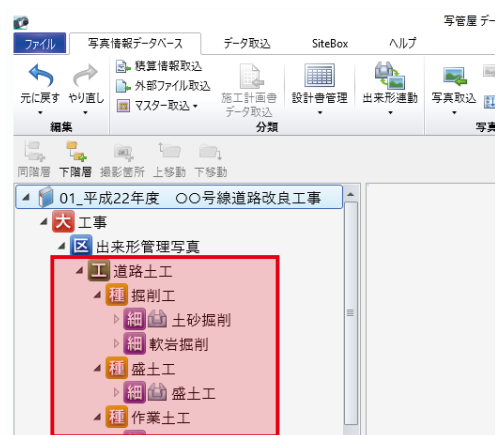 写管屋 デー
ファイル 写真情報データベース データ取込 SiteBox ヘルプ
元に戻す やり直し 積算情報取込 外部ファイル取込 マスター取込 施工計画書 データ取込 設計書管理 出来形連動 写真取込
編集 分類 写真
同階層 下階層 撮影箇所 上移動 下移動
01_平成22年度 〇〇号線道路改良工事
大 工事
区 出来形管理写真
工 道路土工
種 掘削工
細 土砂掘削
細 軟岩掘削
種 盛土工
細 盛土工
種 作業土工